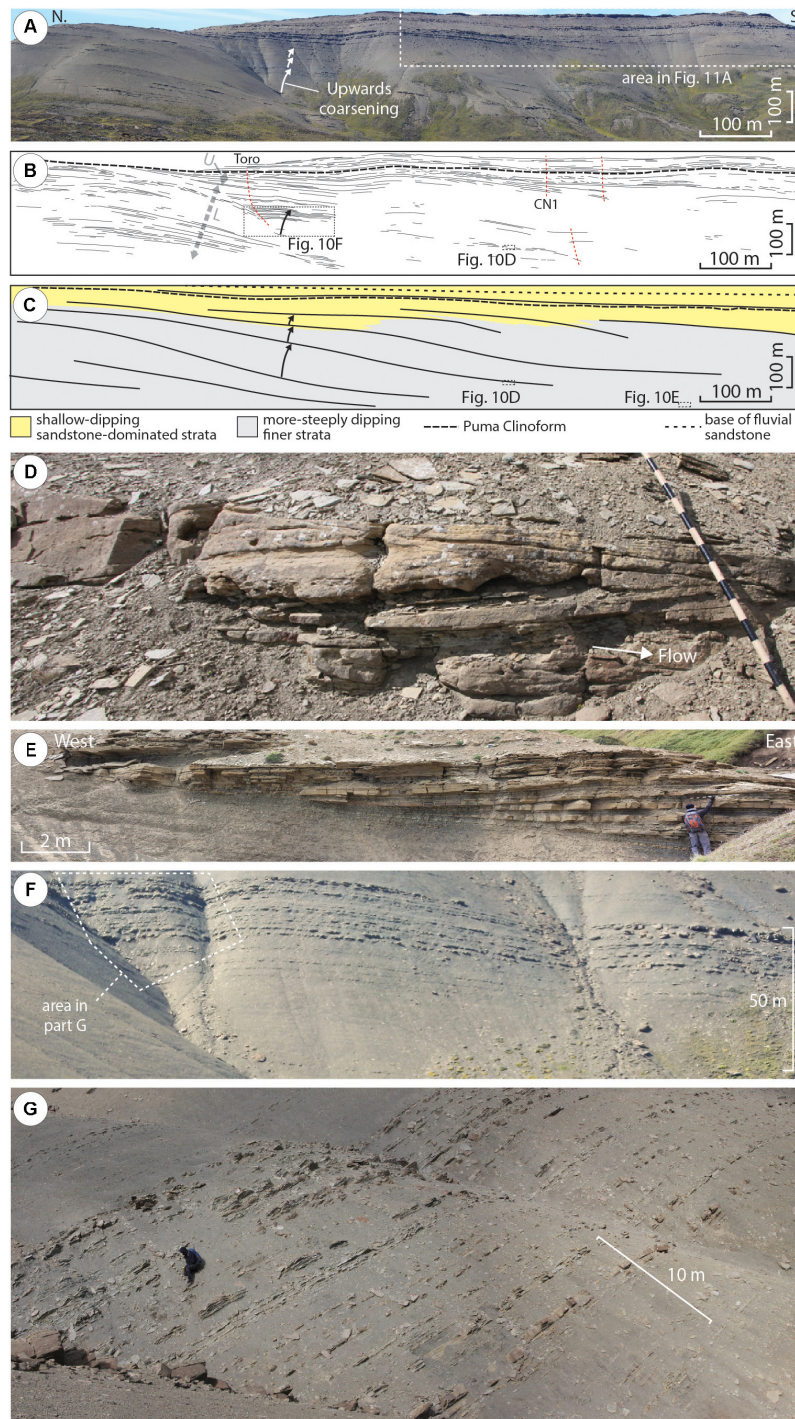 A
N.
S
Upwards
coarsening
area in Fig. 11A
100 m
100 m
B
U
Toro
L
Fig. 10F
CN1
Fig. 10D
100 m
100 m
C
Fig. 10D
Fig. 10E
100 m
100 m
shallow-dipping
sandstone-dominated strata
more-steeply dipping
finer strata
Puma Clinoform
base of fluvial
sandstone
D
Flow
E
West
East
2 m
F
area in
part G
50 m
G
10 m